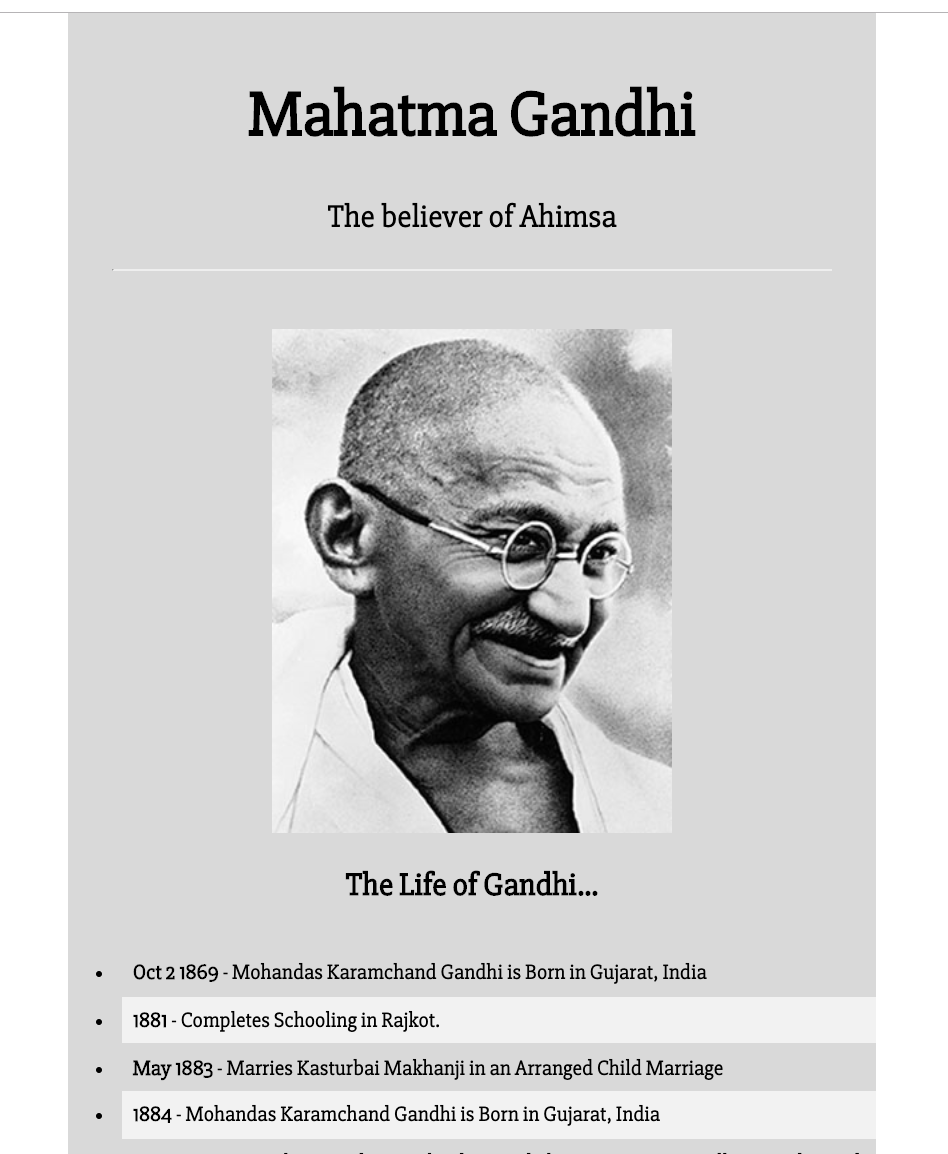 Mahatma Gandhi
The believer of Ahimsa
The Life of Gandhi...
Oct 2 1869 - Mohandas Karamchand Gandhi is Born in Gujarat, India
1881 - Completes Schooling in Rajkot.
May 1883 - Marries Kasturbai Makhanji in an Arranged Child Marriage
1884 - Mohandas Karamchand Gandhi is Born in Gujarat, India